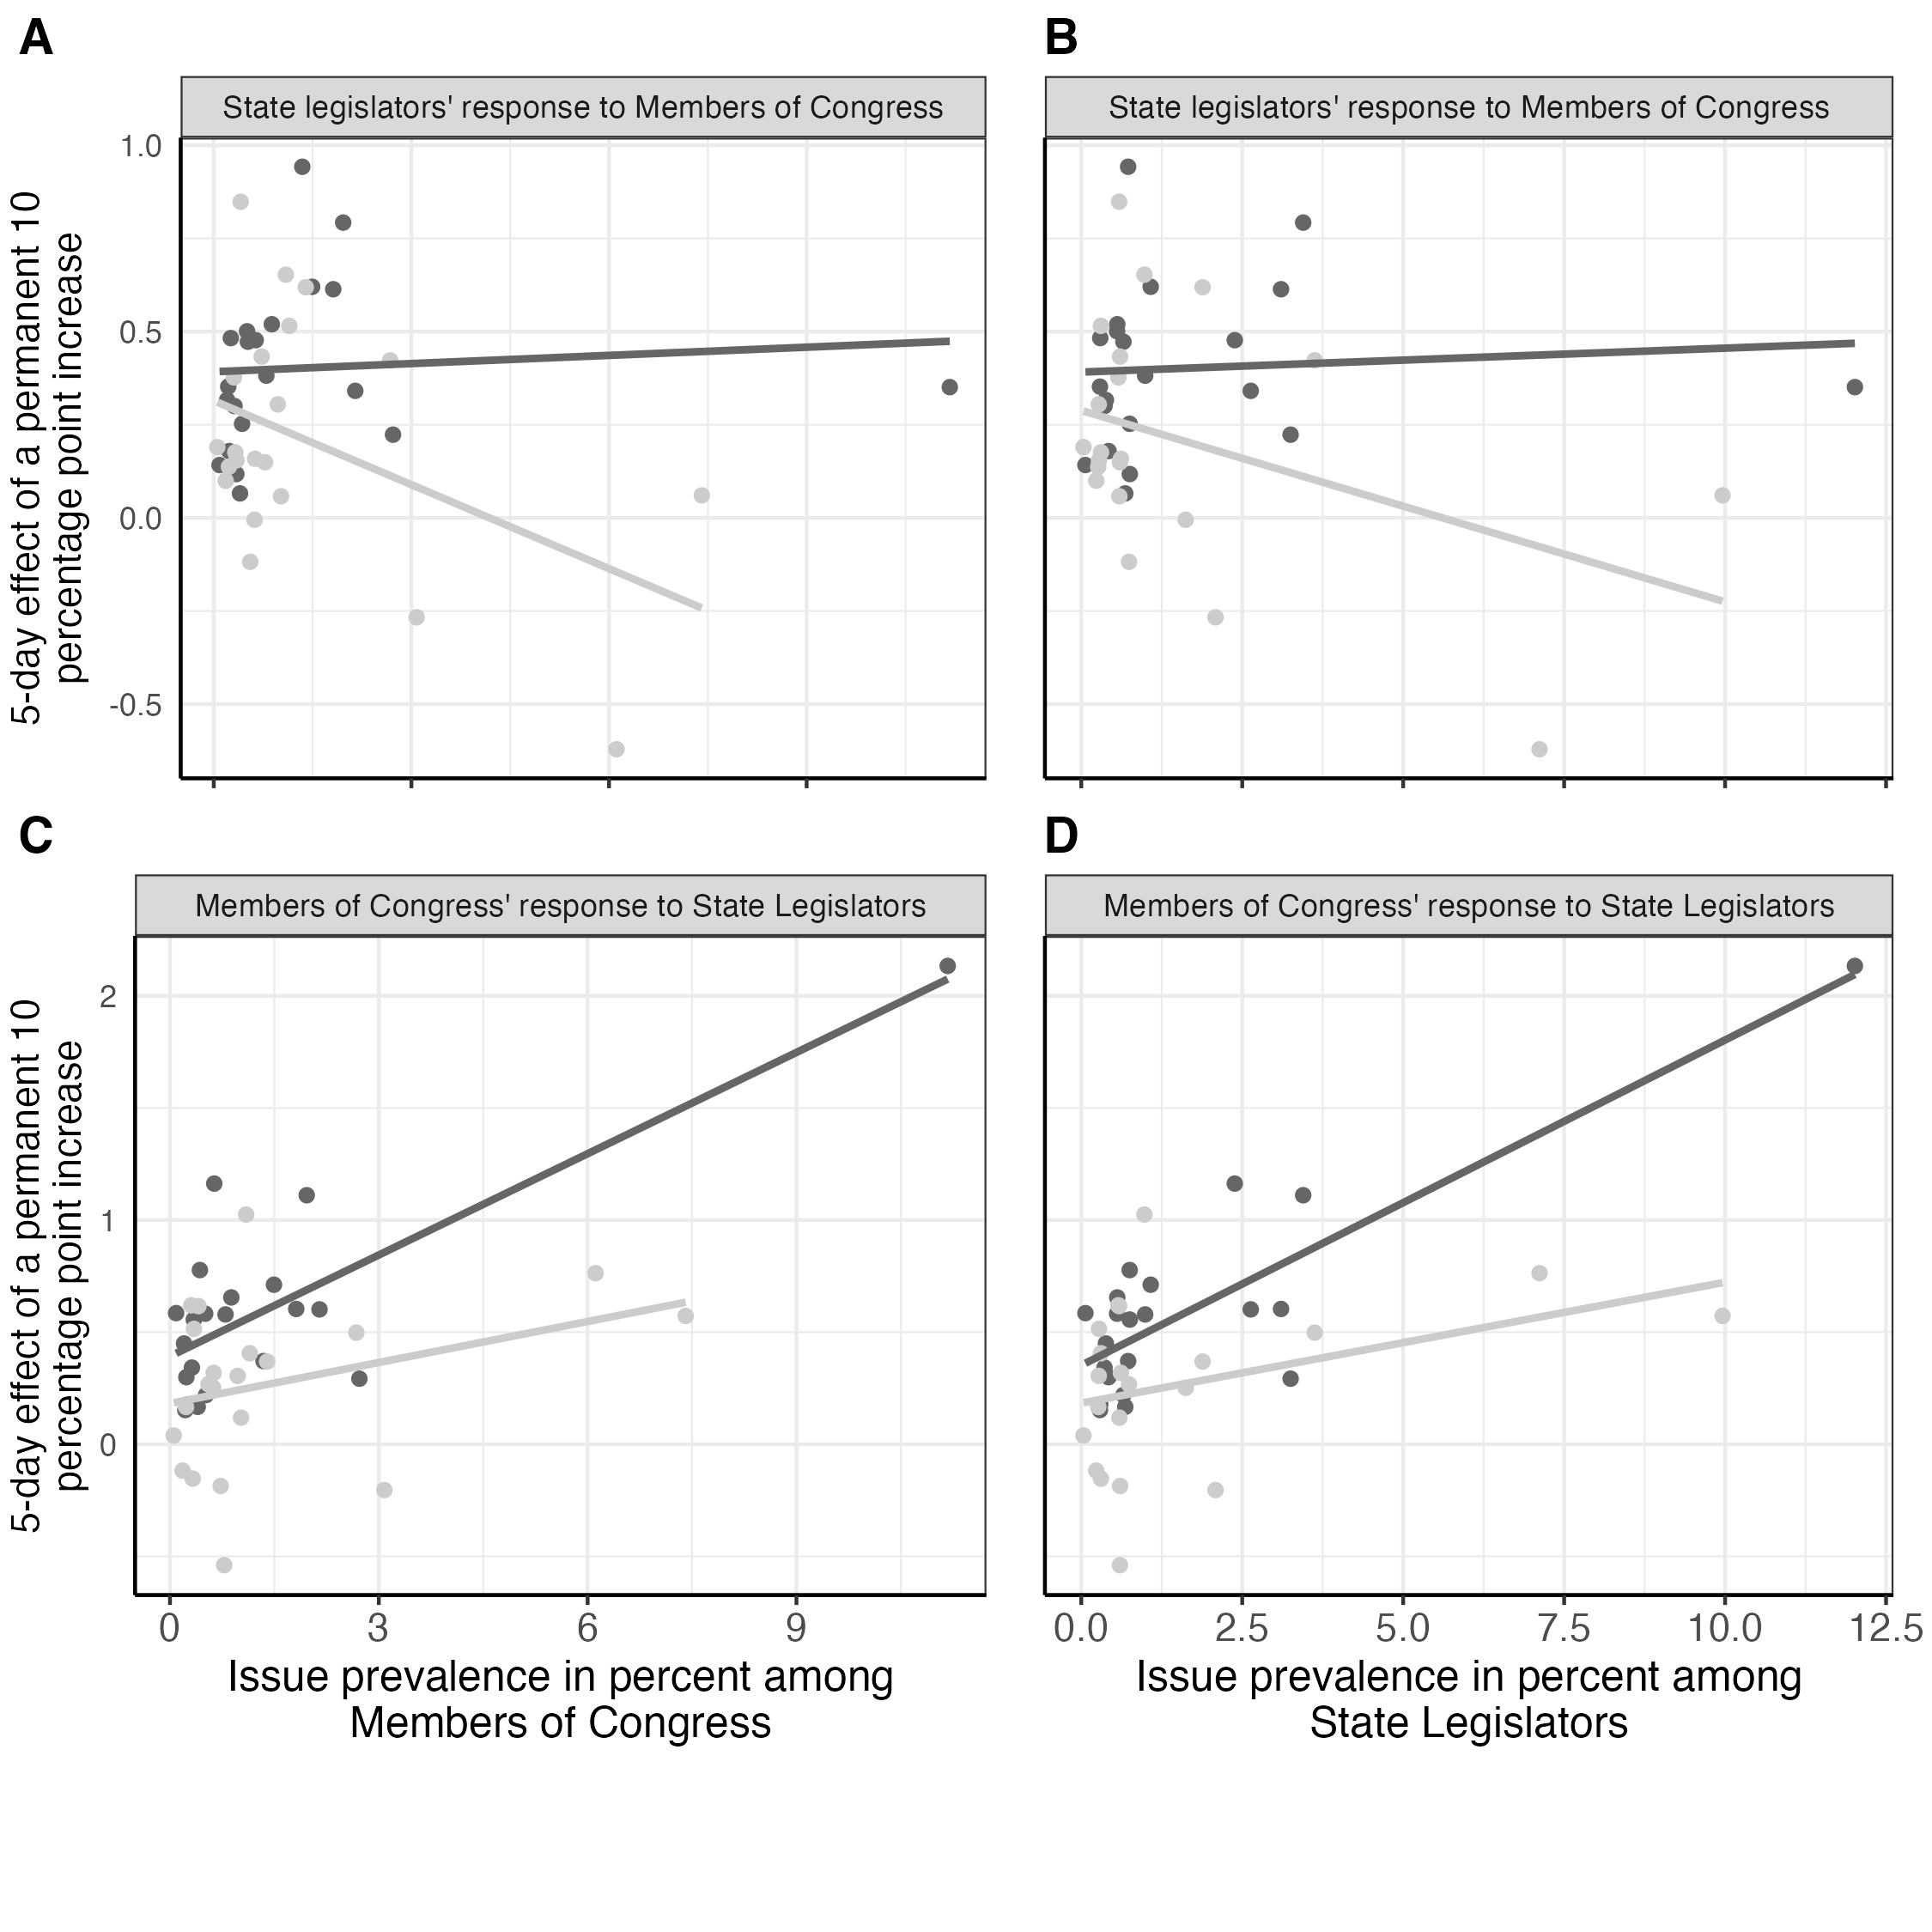 A
B
State legislators' response to Members of Congress
State legislators' response to Members of Congress
1.0
0.5
0.0
-0.5
5-day effect of a permanent 10
percentage point increase
C
D
Members of Congress' response to State Legislators
Members of Congress' response to State Legislators
2
1
0
5-day effect of a permanent 10
percentage point increase
0 3 6 9
0.0 2.5 5.0 7.5 10.0 12.5
Issue prevalence in percent among
Members of Congress
Issue prevalence in percent among
State Legislators